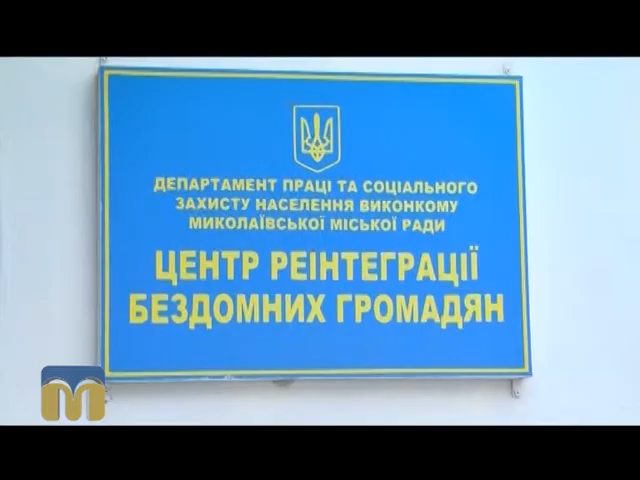 ДЕПАРТАМЕНТ ПРАЦІ ТА СОЦІАЛЬНОГО
ЗАХИСТУ НАСЕЛЕННЯ ВИКОНКОМУ
МИКОЛАЇВСЬКОЇ МІСЬКОЇ РАДИ
ЦЕНТР РЕІНТЕГРАЦІЇ
БЕЗДОМНИХ ГРОМАДЯН
М